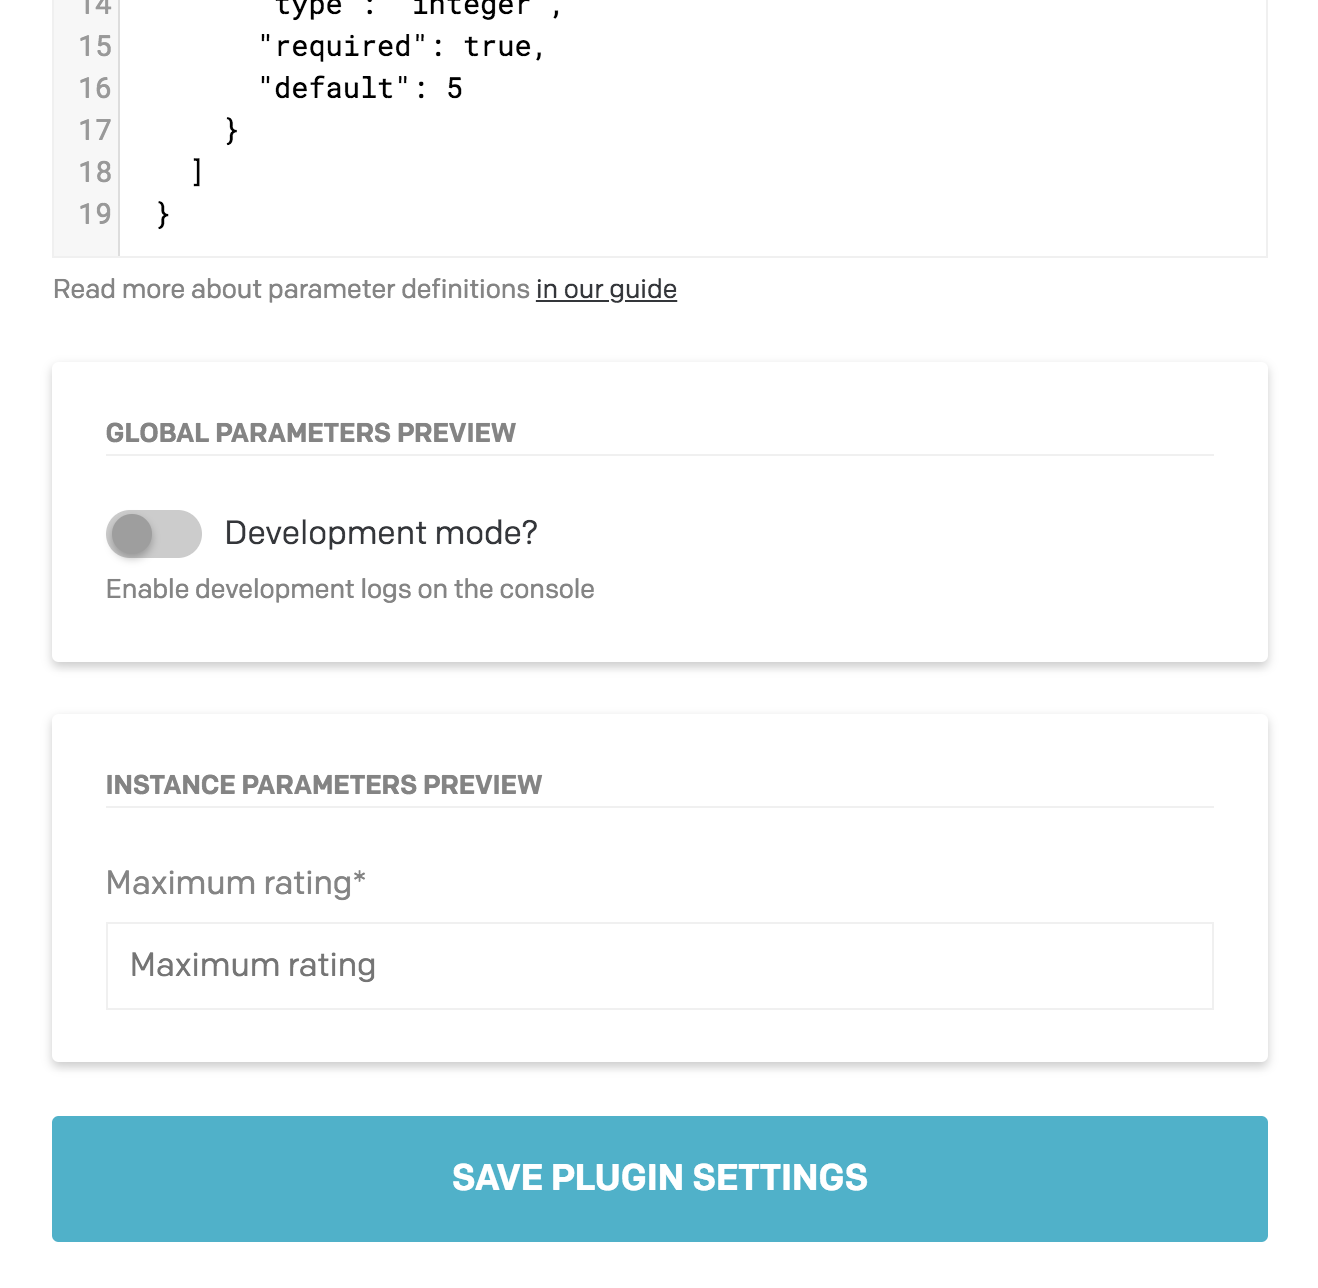 14 "type": "integer",
15 "required": true,
16 "default": 5
17 }
18 ]
19 }
Read more about parameter definitions in our guide
GLOBAL PARAMETERS PREVIEW
Development mode?
Enable development logs on the console
INSTANCE PARAMETERS PREVIEW
Maximum rating*
Maximum rating
SAVE PLUGIN SETTINGS